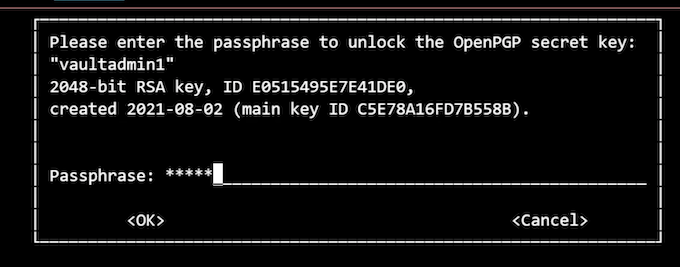 Please enter the passphrase to unlock the OpenPGP secret key:
"vaultadmin1"
2048-bit RSA key, ID E0515495E7E41DE0,
created 2021-08-02 (main key ID C5E78A16FD7B558B).
Passphrase: *****
<OK> <Cancel>